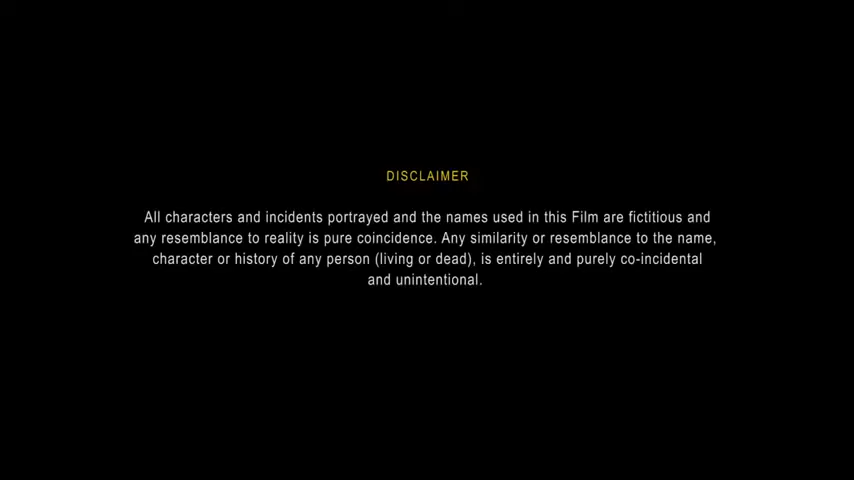 DISCLAIMER
All characters and incidents portrayed and the names used in this Film are fictitious and
any resemblance to reality is pure coincidence. Any similarity or resemblance to the name,
character or history of any person (living or dead), is entirely and purely co-incidental
and unintentional.